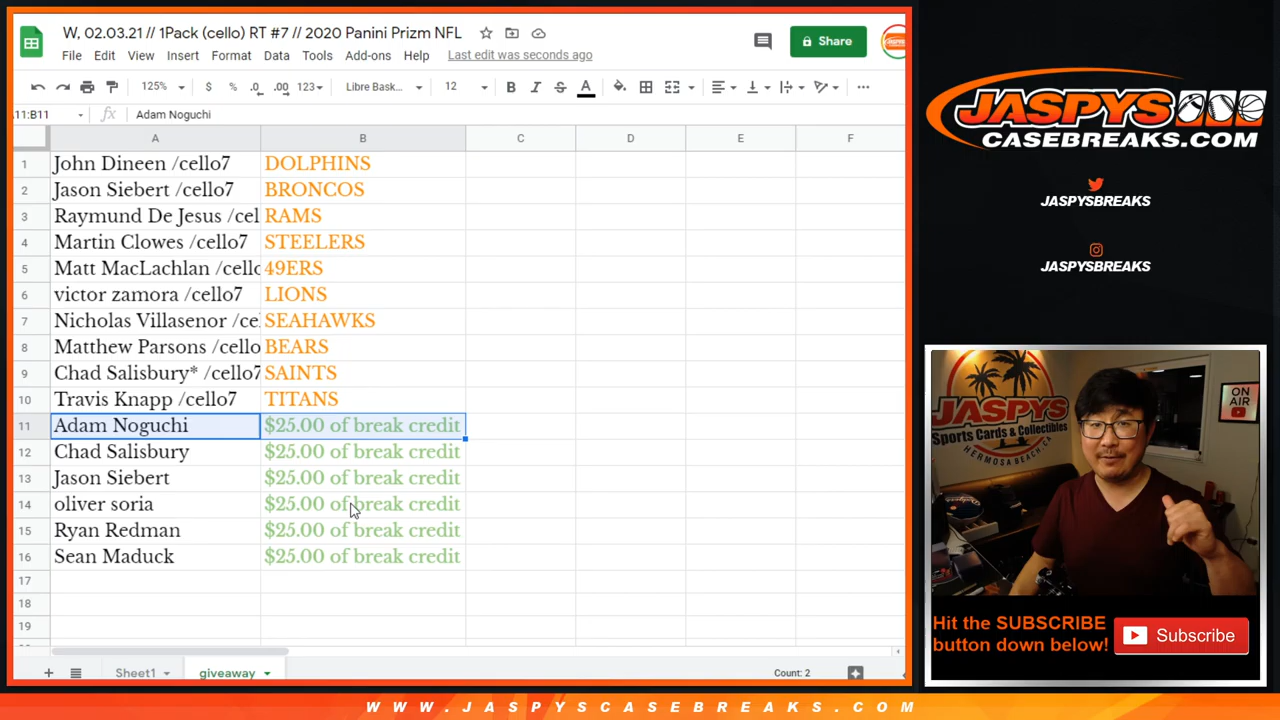 W, 02.03.21 // 1Pack (cello) RT #7 // 2020 Panini Prizm NFL
File Edit View Insert Format Data Tools Add-ons Help Last edit was seconds ago
Share
125% $ % .0 .00 123 Libre Bask... 12 B I S A
11:B11 fx Adam Noguchi
A B C D E F
1 John Dineen /cello7 DOLPHINS
2 Jason Siebert /cello7 BRONCOS
3 Raymund De Jesus /cel RAMS
4 Martin Clowes /cello7 STEELERS
5 Matt MacLachlan /cello 49ERS
6 victor zamora /cello7 LIONS
7 Nicholas Villasenor /ce SEAHAWKS
8 Matthew Parsons /cello BEARS
9 Chad Salisbury* /cello7 SAINTS
10 Travis Knapp /cello7 TITANS
11 Adam Noguchi $25.00 of break credit
12 Chad Salisbury $25.00 of break credit
13 Jason Siebert $25.00 of break credit
14 oliver soria $25.00 of break credit
15 Ryan Redman $25.00 of break credit
16 Sean Maduck $25.00 of break credit
17
18
19
Sheet1 giveaway Count: 2
JASPYS
CASEBREAKS.COM
JASPYSBREAKS
JASPYSBREAKS
JASPYS
Sports Cards & Collectibles
HERMOSA BEACH, CA
ON
AIR
Hit the SUBSCRIBE
button down below!
Subscribe
WWW.JASPYSCASEBREAKS.COM